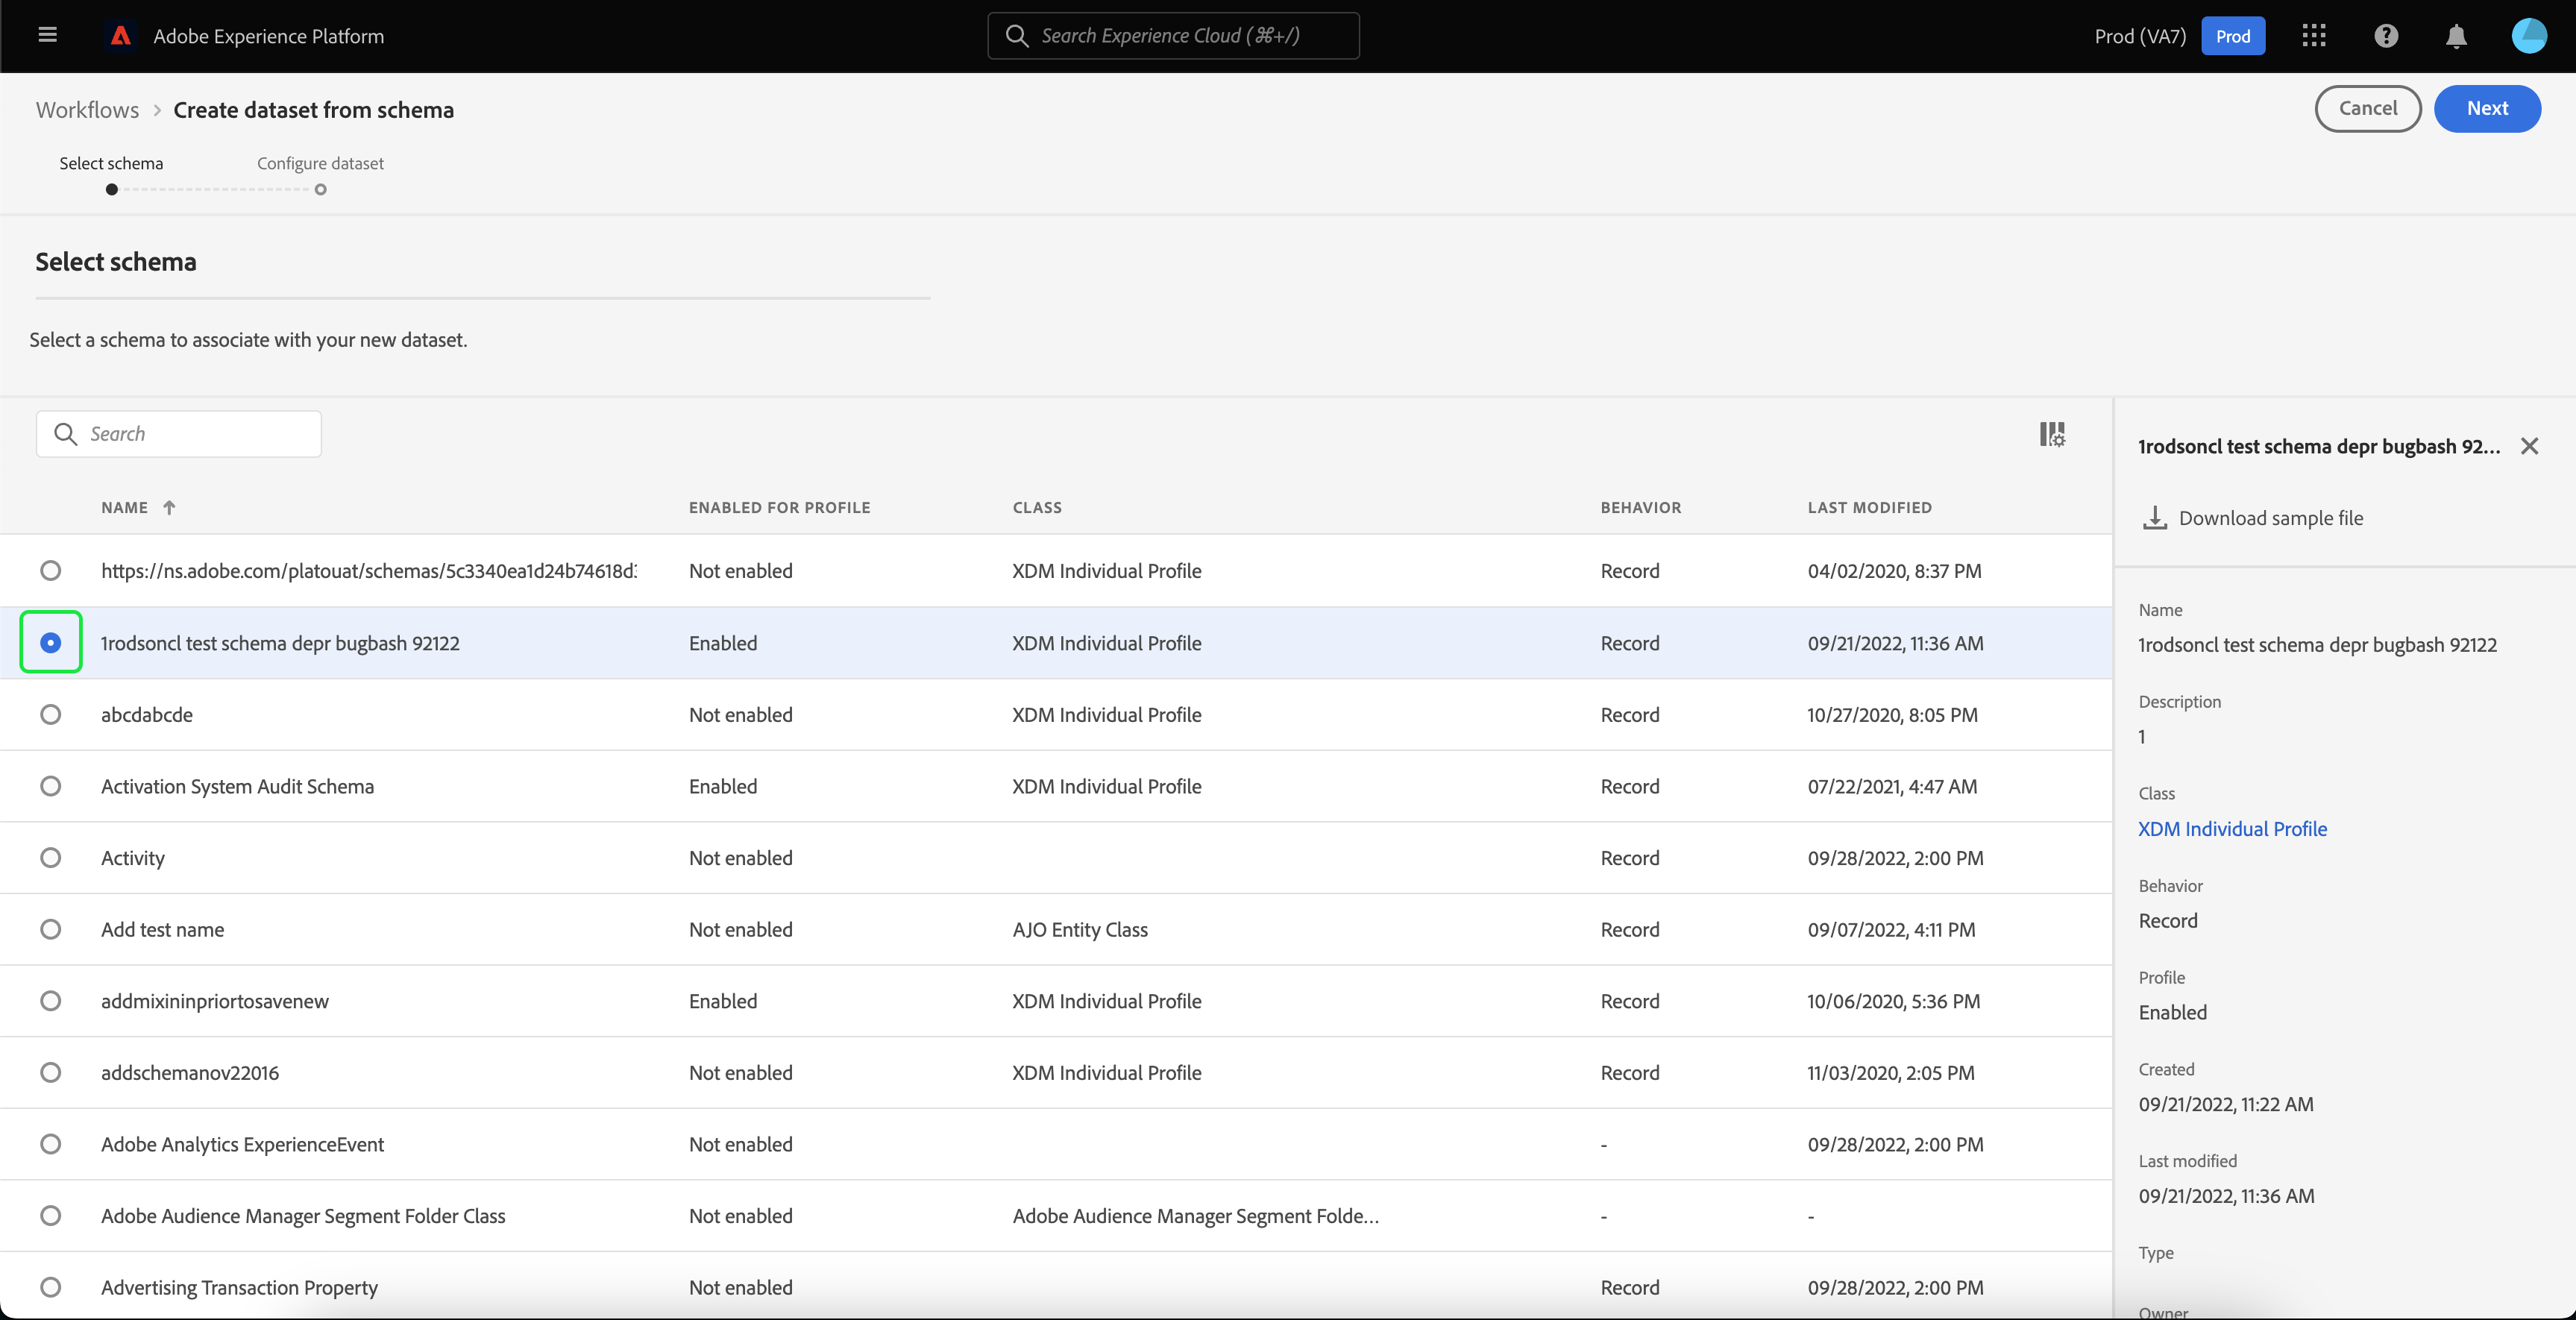 Adobe Experience Platform
Search Experience Cloud (⌘+/)
Prod (VA7)
Prod
Workflows > Create dataset from schema
Cancel
Next
Select schema
Configure dataset
Select schema
Select a schema to associate with your new dataset.
Search
NAME ↑ ENABLED FOR PROFILE CLASS BEHAVIOR LAST MODIFIED
https://ns.adobe.com/platouat/schemas/5c3340ea1d24b74618d Not enabled XDM Individual Profile Record 04/02/2020, 8:37 PM
1rodsoncl test schema depr bugbash 92122 Enabled XDM Individual Profile Record 09/21/2022, 11:36 AM
abcdabcde Not enabled XDM Individual Profile Record 10/27/2020, 8:05 PM
Activation System Audit Schema Enabled XDM Individual Profile Record 07/22/2021, 4:47 AM
Activity Not enabled Record 09/28/2022, 2:00 PM
Add test name Not enabled AJO Entity Class Record 09/07/2022, 4:11 PM
addmixininpriortosavenew Enabled XDM Individual Profile Record 10/06/2020, 5:36 PM
addschemanov22016 Not enabled XDM Individual Profile Record 11/03/2020, 2:05 PM
Adobe Analytics ExperienceEvent Not enabled - 09/28/2022, 2:00 PM
Adobe Audience Manager Segment Folder Class Not enabled Adobe Audience Manager Segment Folde... - -
Advertising Transaction Property Not enabled Record 09/28/2022, 2:00 PM
1rodsoncl test schema depr bugbash 92...
Download sample file
Name
1rodsoncl test schema depr bugbash 92122
Description
1
Class
XDM Individual Profile
Behavior
Record
Profile
Enabled
Created
09/21/2022, 11:22 AM
Last modified
09/21/2022, 11:36 AM
Type
Owner